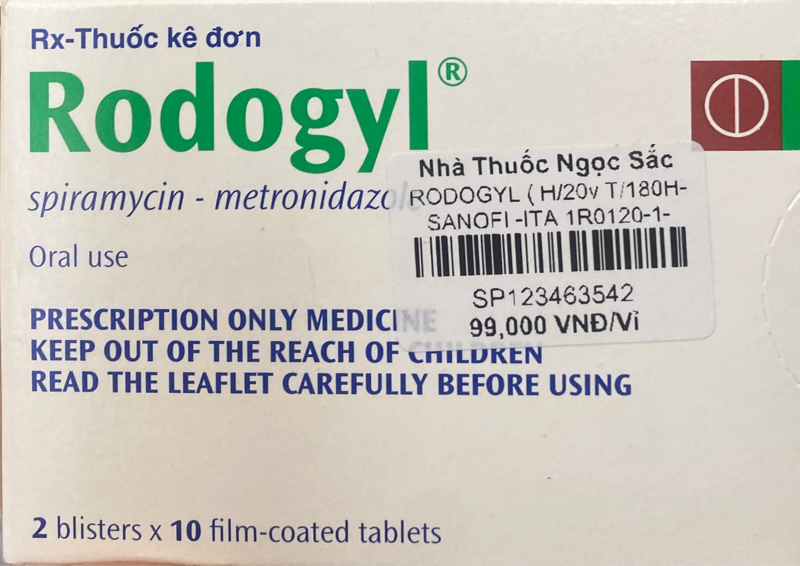 Rx-Thuốc kê đơn
Rodogyl®
spiramycin - metronidazole
Oral use
Nhà Thuốc Ngọc Sắc
RODOGYL ( H/20v T/180H-
SANOFI -ITA 1R0120-1-
SP123463542
99,000 VNĐ/Vỉ
PRESCRIPTION ONLY MEDICINE
KEEP OUT OF THE REACH OF CHILDREN
READ THE LEAFLET CAREFULLY BEFORE USING
2 blisters x 10 film-coated tablets